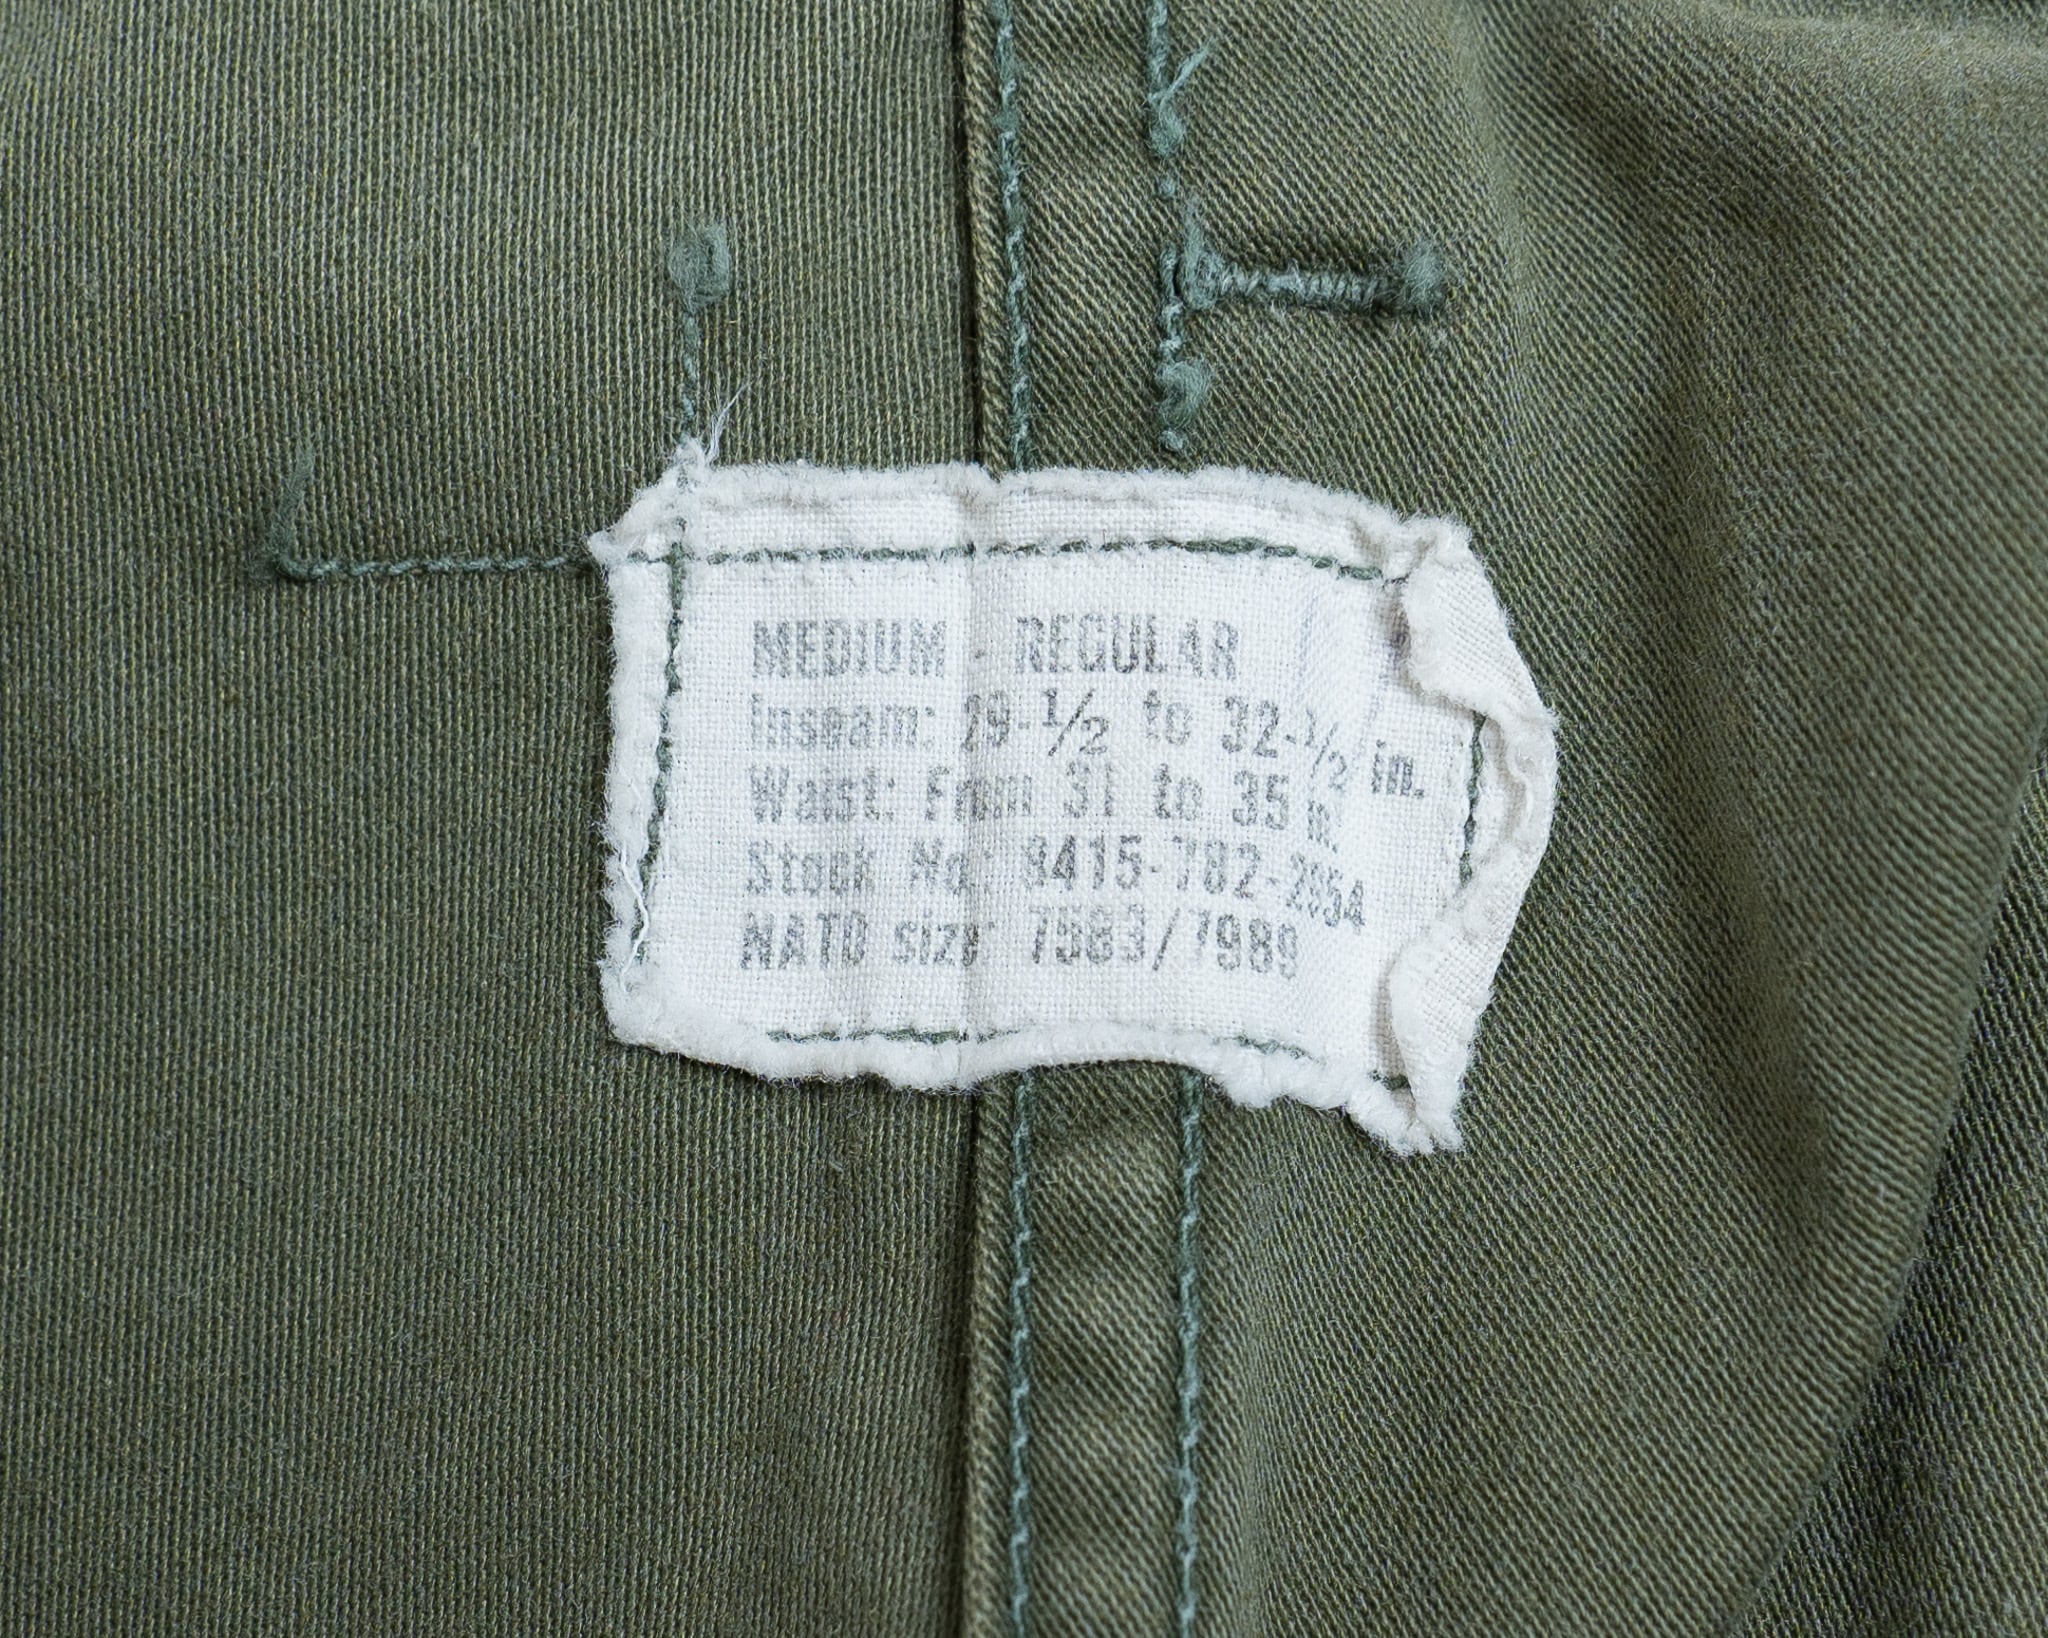 MEDIUM - REGULAR
Inseam: 29-1/2 to 32-1/2 in.
Waist: From 31 to 35 in.
Stock No: 8415-782-2954
NATO size: 7583/7989